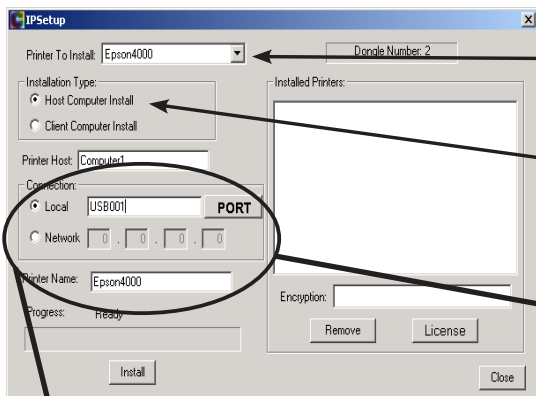 IPSetup
Printer To Install: Epson4000
Dongle Number: 2
Installation Type:
Host Computer Install
Client Computer Install
Printer Host: Computer1
Connection:
Local USB001 PORT
Network 0 . 0 . 0 . 0
Printer Name: Epson4000
Progress: Ready
Install
Installed Printers:
Encryption:
Remove License
Close